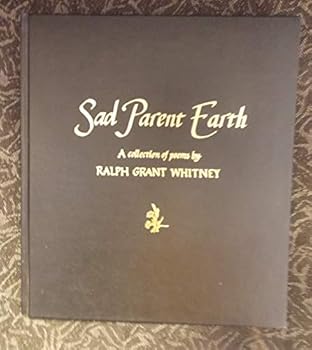 Sad Parent Earth
A collection of poems by
RALPH GRANT WHITNEY